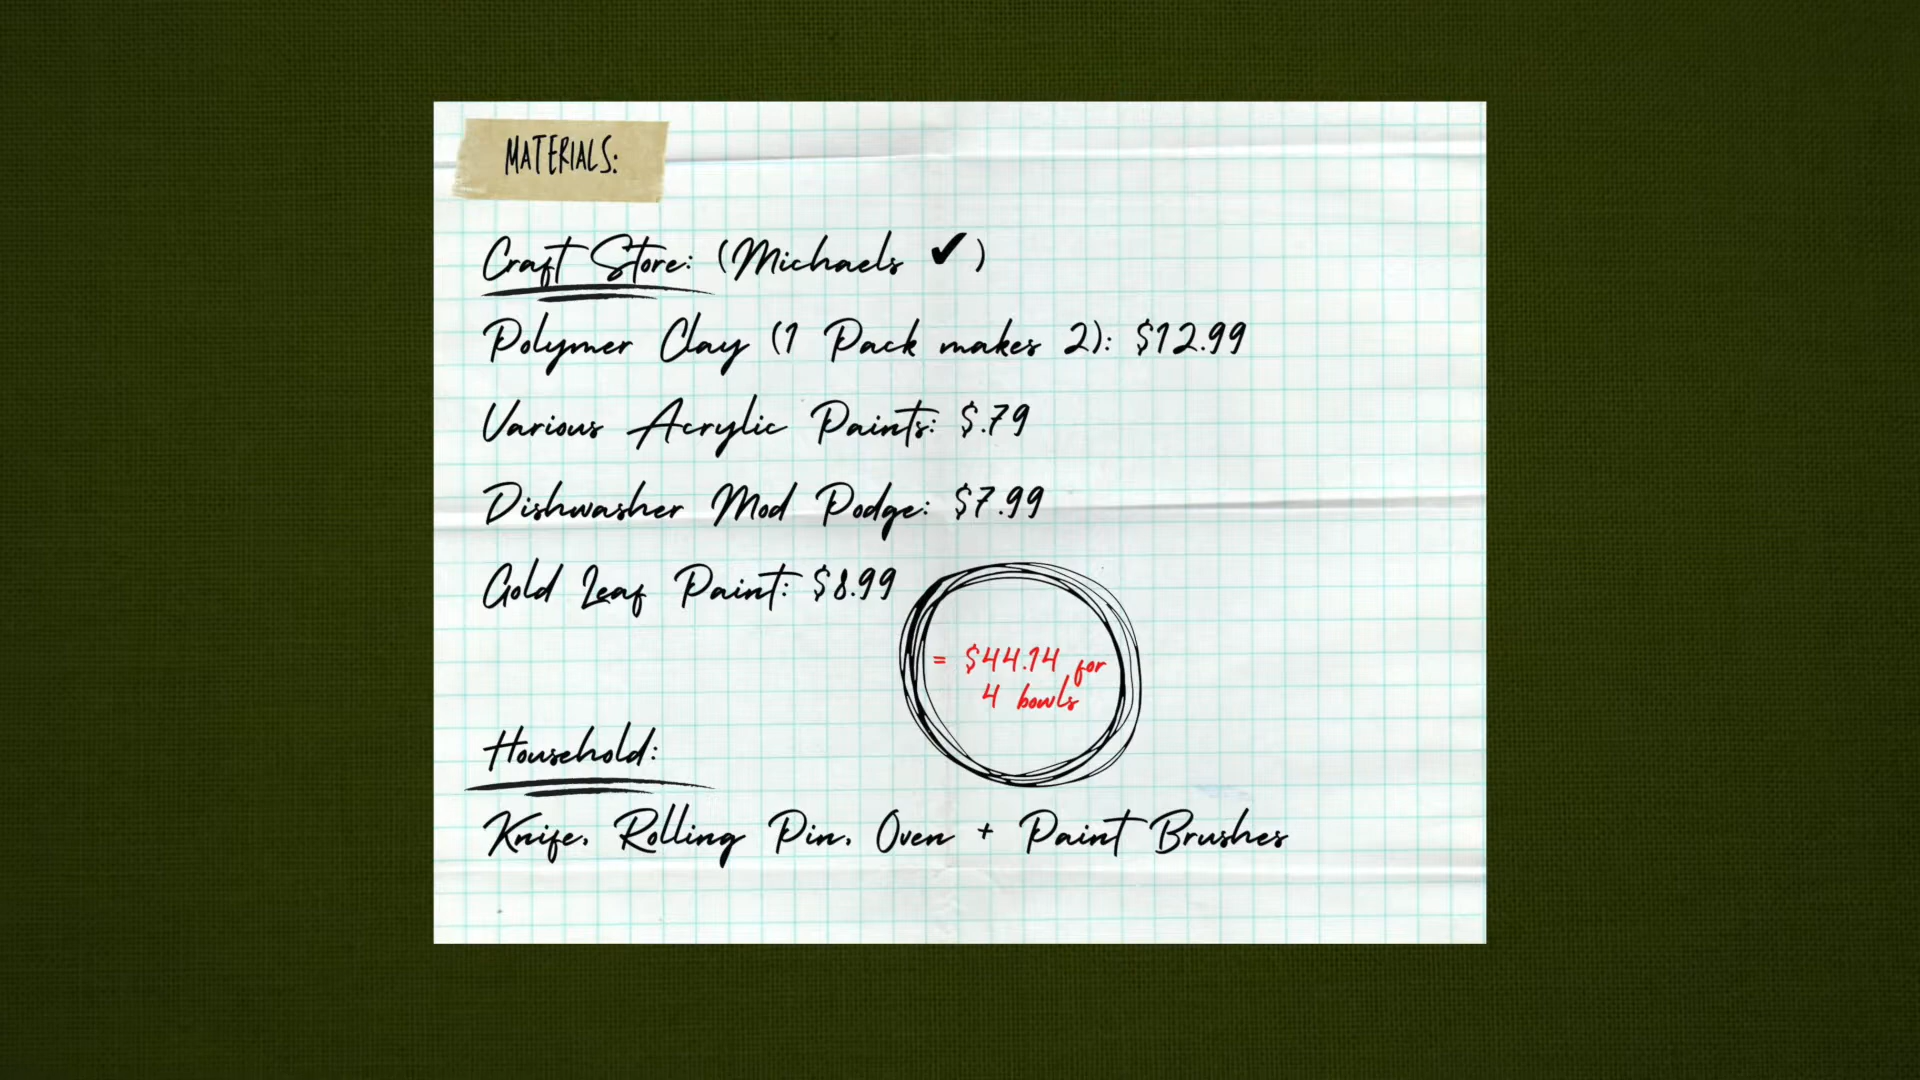 MATERIALS:
Craft Store: (Michaels ✔)
Polymer Clay (1 Pack makes 2): $12.99
Various Acrylic Paints: $.79
Dishwasher Mod Podge: $7.99
Gold Leaf Paint: $8.99
= $44.14 for
4 bowls
Household:
Knife, Rolling Pin, Oven + Paint Brushes